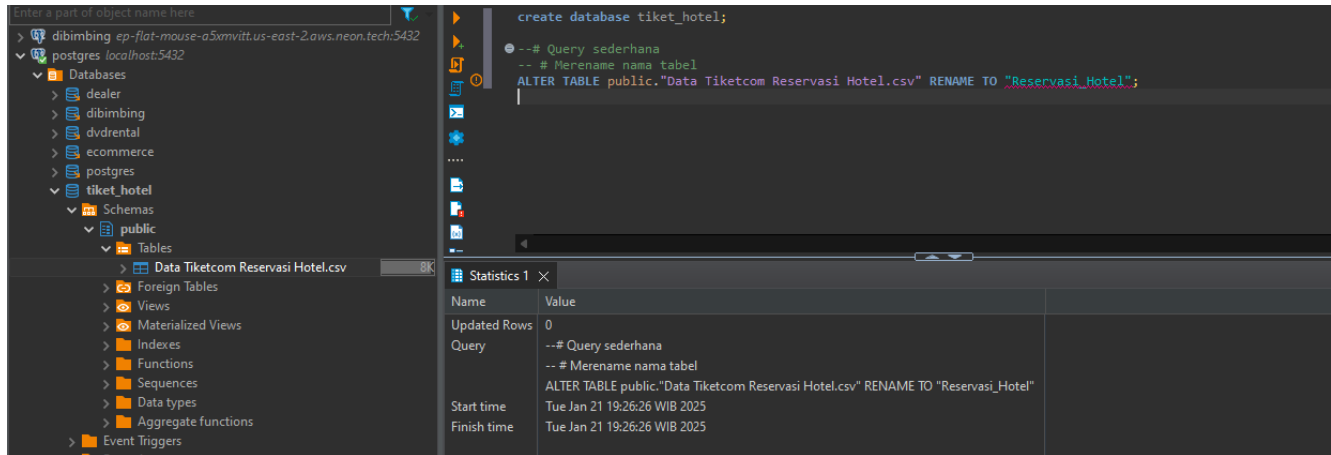 Enter a part of object name here
dibimbing ep-flat-mouse-a5xmvitt.us-east-2.aws.neon.tech:5432
postgres localhost:5432
Databases
dealer
dibimbing
dvdrental
ecommerce
postgres
tiket_hotel
Schemas
public
Tables
Data Tiketcom Reservasi Hotel.csv 8K
Foreign Tables
Views
Materialized Views
Indexes
Functions
Sequences
Data types
Aggregate functions
Event Triggers
create database tiket_hotel;
--# Query sederhana
-- # Merename nama tabel
ALTER TABLE public."Data Tiketcom Reservasi Hotel.csv" RENAME TO "Reservasi_Hotel";
Statistics 1
Name Value
Updated Rows 0
Query --# Query sederhana
-- # Merename nama tabel
ALTER TABLE public."Data Tiketcom Reservasi Hotel.csv" RENAME TO "Reservasi_Hotel"
Start time Tue Jan 21 19:26:26 WIB 2025
Finish time Tue Jan 21 19:26:26 WIB 2025